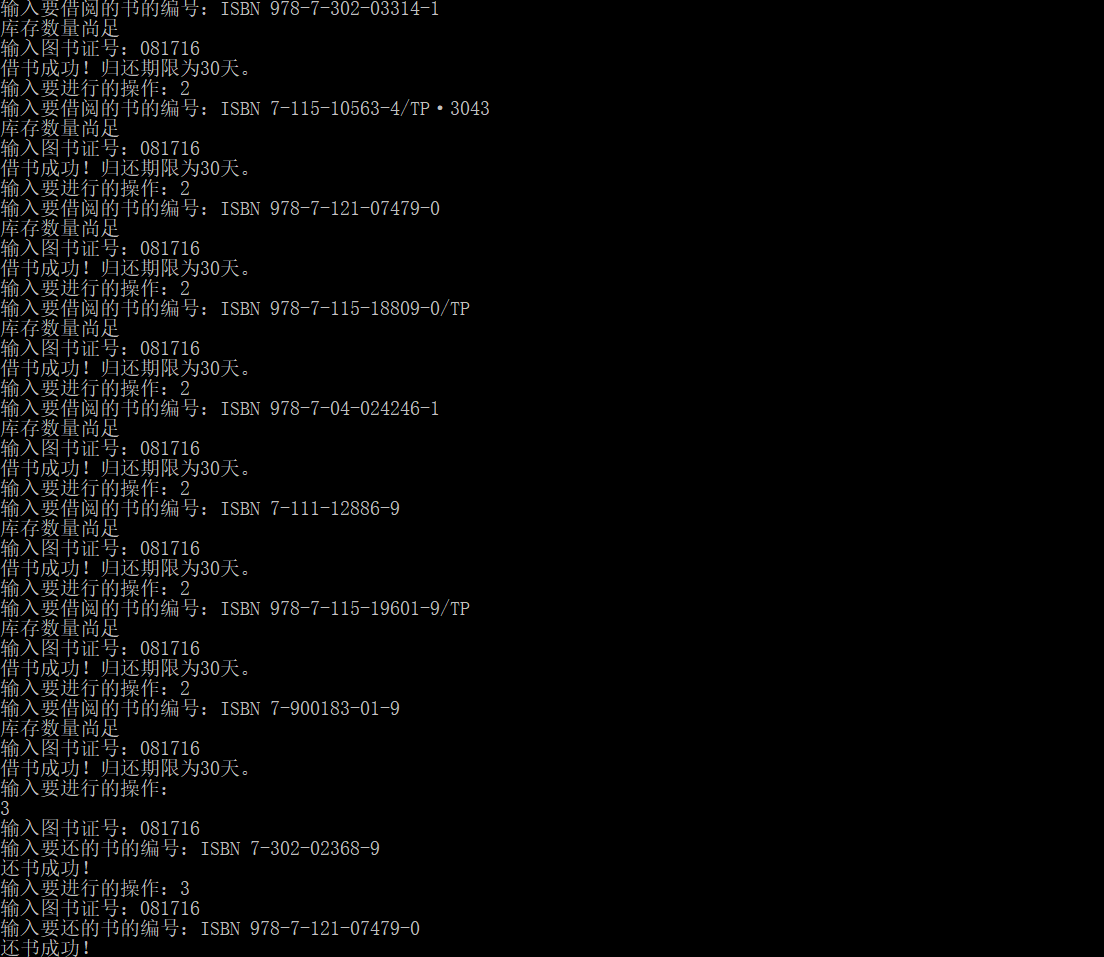 输入要借阅的书的编号：ISBN 978-7-302-03314-1
库存数量尚足
输入图书证号：081716
借书成功！归还期限为30天。
输入要进行的操作：2
输入要借阅的书的编号：ISBN 7-115-10563-4/TP·3043
库存数量尚足
输入图书证号：081716
借书成功！归还期限为30天。
输入要进行的操作：2
输入要借阅的书的编号：ISBN 978-7-121-07479-0
库存数量尚足
输入图书证号：081716
借书成功！归还期限为30天。
输入要进行的操作：2
输入要借阅的书的编号：ISBN 978-7-115-18809-0/TP
库存数量尚足
输入图书证号：081716
借书成功！归还期限为30天。
输入要进行的操作：2
输入要借阅的书的编号：ISBN 978-7-04-024246-1
库存数量尚足
输入图书证号：081716
借书成功！归还期限为30天。
输入要进行的操作：2
输入要借阅的书的编号：ISBN 7-111-12886-9
库存数量尚足
输入图书证号：081716
借书成功！归还期限为30天。
输入要进行的操作：2
输入要借阅的书的编号：ISBN 978-7-115-19601-9/TP
库存数量尚足
输入图书证号：081716
借书成功！归还期限为30天。
输入要进行的操作：2
输入要借阅的书的编号：ISBN 7-900183-01-9
库存数量尚足
输入图书证号：081716
借书成功！归还期限为30天。
输入要进行的操作：
3
输入图书证号：081716
输入要还的书的编号：ISBN 7-302-02368-9
还书成功！
输入要进行的操作：3
输入图书证号：081716
输入要还的书的编号：ISBN 978-7-121-07479-0
还书成功！